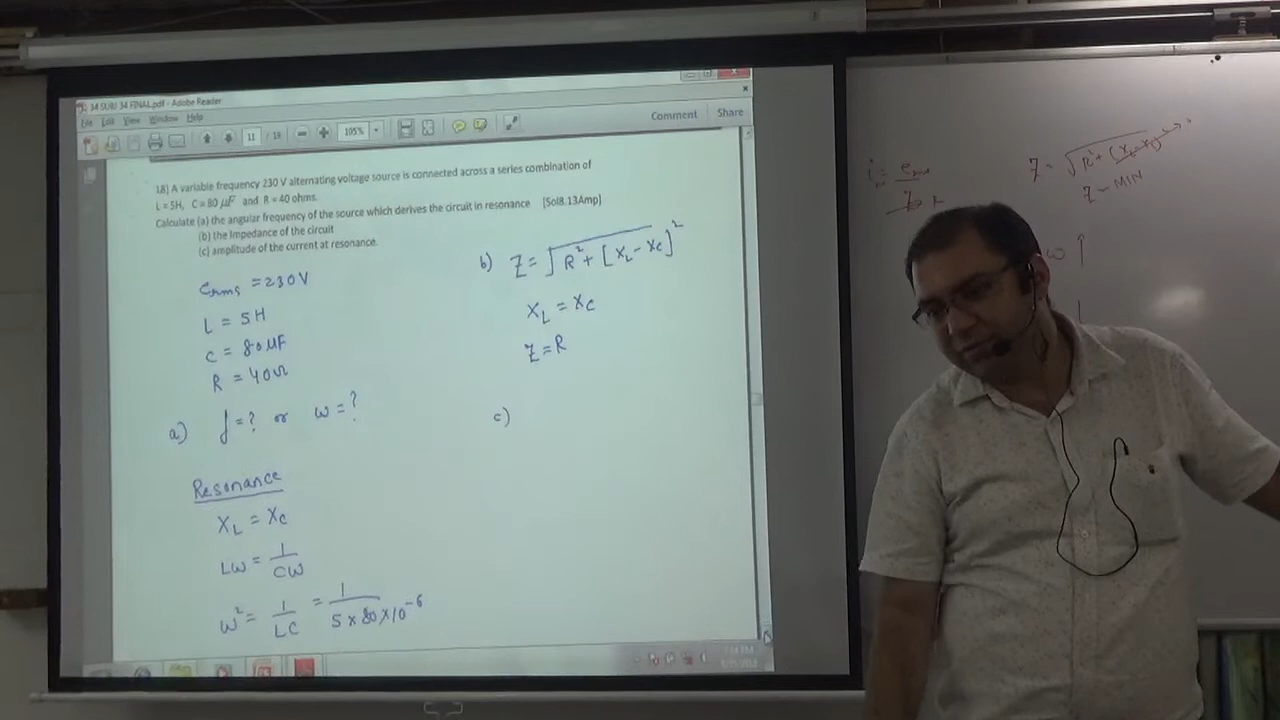 34 SUBJ 34 FINAL.pdf - Adobe Reader
File Edit View Window Help
11 / 18
105%
Comment Share
18] A variable frequency 230 V alternating voltage source is connected across a series combination of
L = 5H, C = 80 μF and R = 40 ohms.
Calculate (a) the angular frequency of the source which derives the circuit in resonance [Sol8.13Amp]
(b) the Impedance of the circuit
(c) amplitude of the current at resonance.
erms = 230V
L = 5H
C = 80 μF
R = 40Ω
a) f = ? or ω = ?
Resonance
XL = XC
Lω = 1/Cω
ω² = 1/LC = 1/5×80×10⁻⁶
b) Z = √R² + [XL – XC]²
XL = XC
Z = R
c)
Z = √R² + (XL – XC)²
Z – MIN
ω ↑